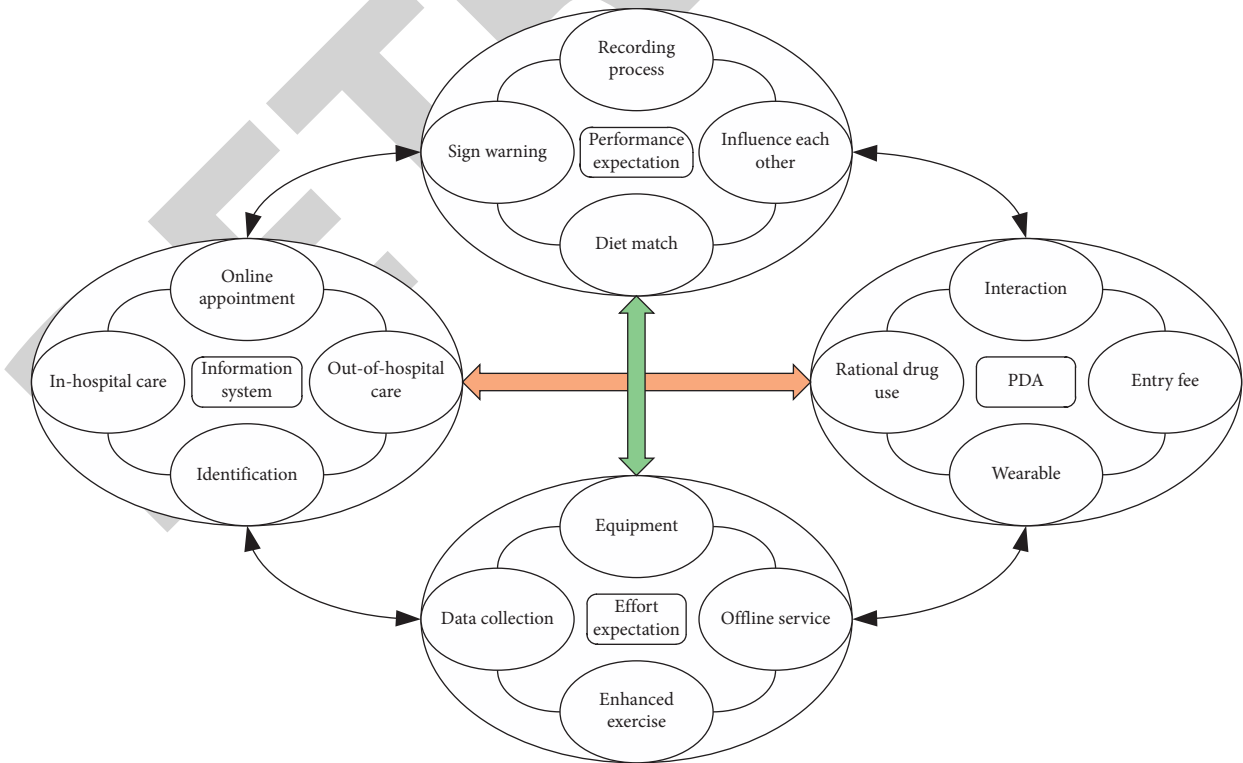 Recording
process
Sign warning
Performance
expectation
Influence each
other
Diet match
Online
appointment
In-hospital care
Information
system
Out-of-hospital
care
Identification
Interaction
Rational drug
use
PDA
Entry fee
Wearable
Equipment
Data collection
Effort
expectation
Offline service
Enhanced
exercise